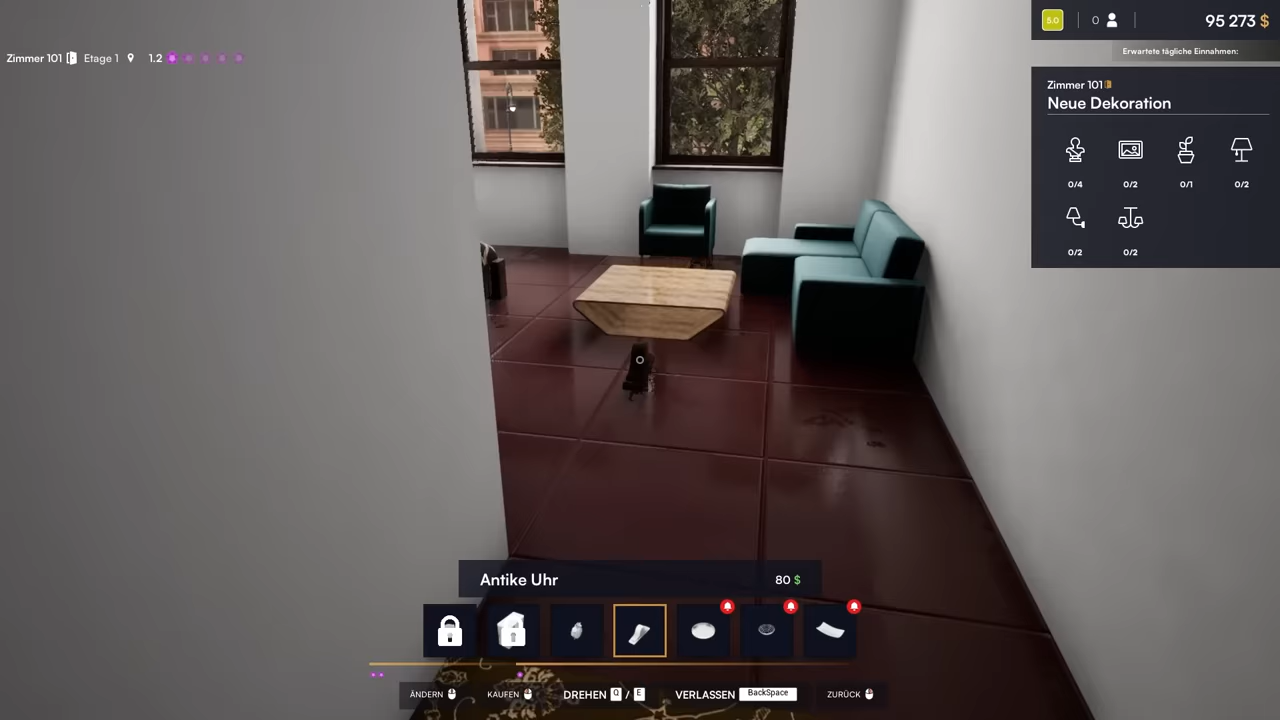 5.0 0 95 273 $
Erwartete tägliche Einnahmen:
Zimmer 101 Etage 1 1.2
Zimmer 101
Neue Dekoration
0/4 0/2 0/1 0/2
0/2 0/2
Antike Uhr 80 $
ÄNDERN KAUFEN DREHEN Q / E VERLASSEN BackSpace ZURÜCK